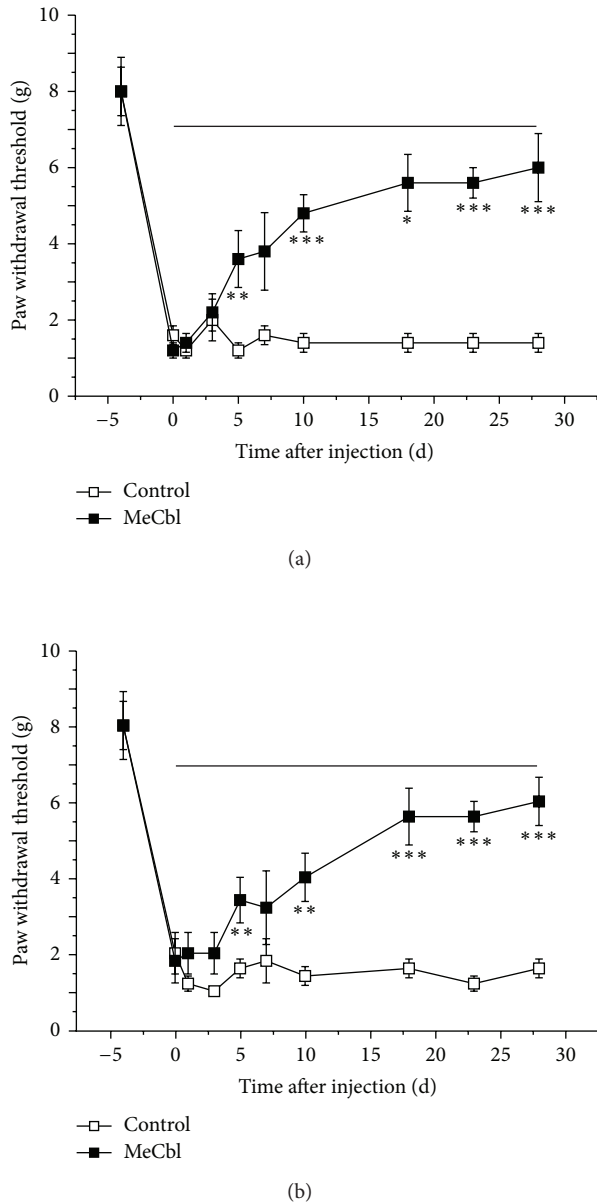 10
8
6
4
2
0
Paw withdrawal threshold (g)
** *** * *** ***
−5 0 5 10 15 20 25 30
Time after injection (d)
Control
MeCbl
(a)
10
8
6
4
2
0
Paw withdrawal threshold (g)
** ** *** *** ***
−5 0 5 10 15 20 25 30
Time after injection (d)
Control
MeCbl
(b)